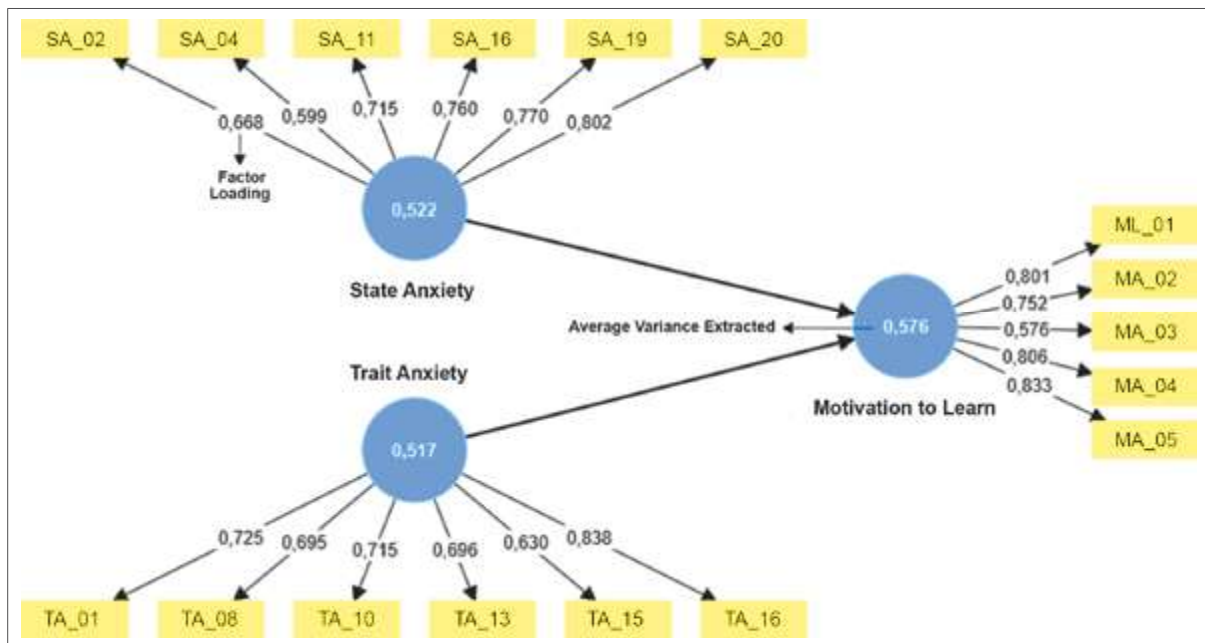 SA_02
SA_04
SA_11
SA_16
SA_19
SA_20
0,668
0,599
0,715
0,760
0,770
0,802
Factor
Loading
0,522
State Anxiety
ML_01
MA_02
MA_03
MA_04
MA_05
0,801
0,752
0,576
0,806
0,833
Average Variance Extracted
0,576
Motivation to Learn
Trait Anxiety
0,517
0,725
0,695
0,715
0,696
0,630
0,838
TA_01
TA_08
TA_10
TA_13
TA_15
TA_16